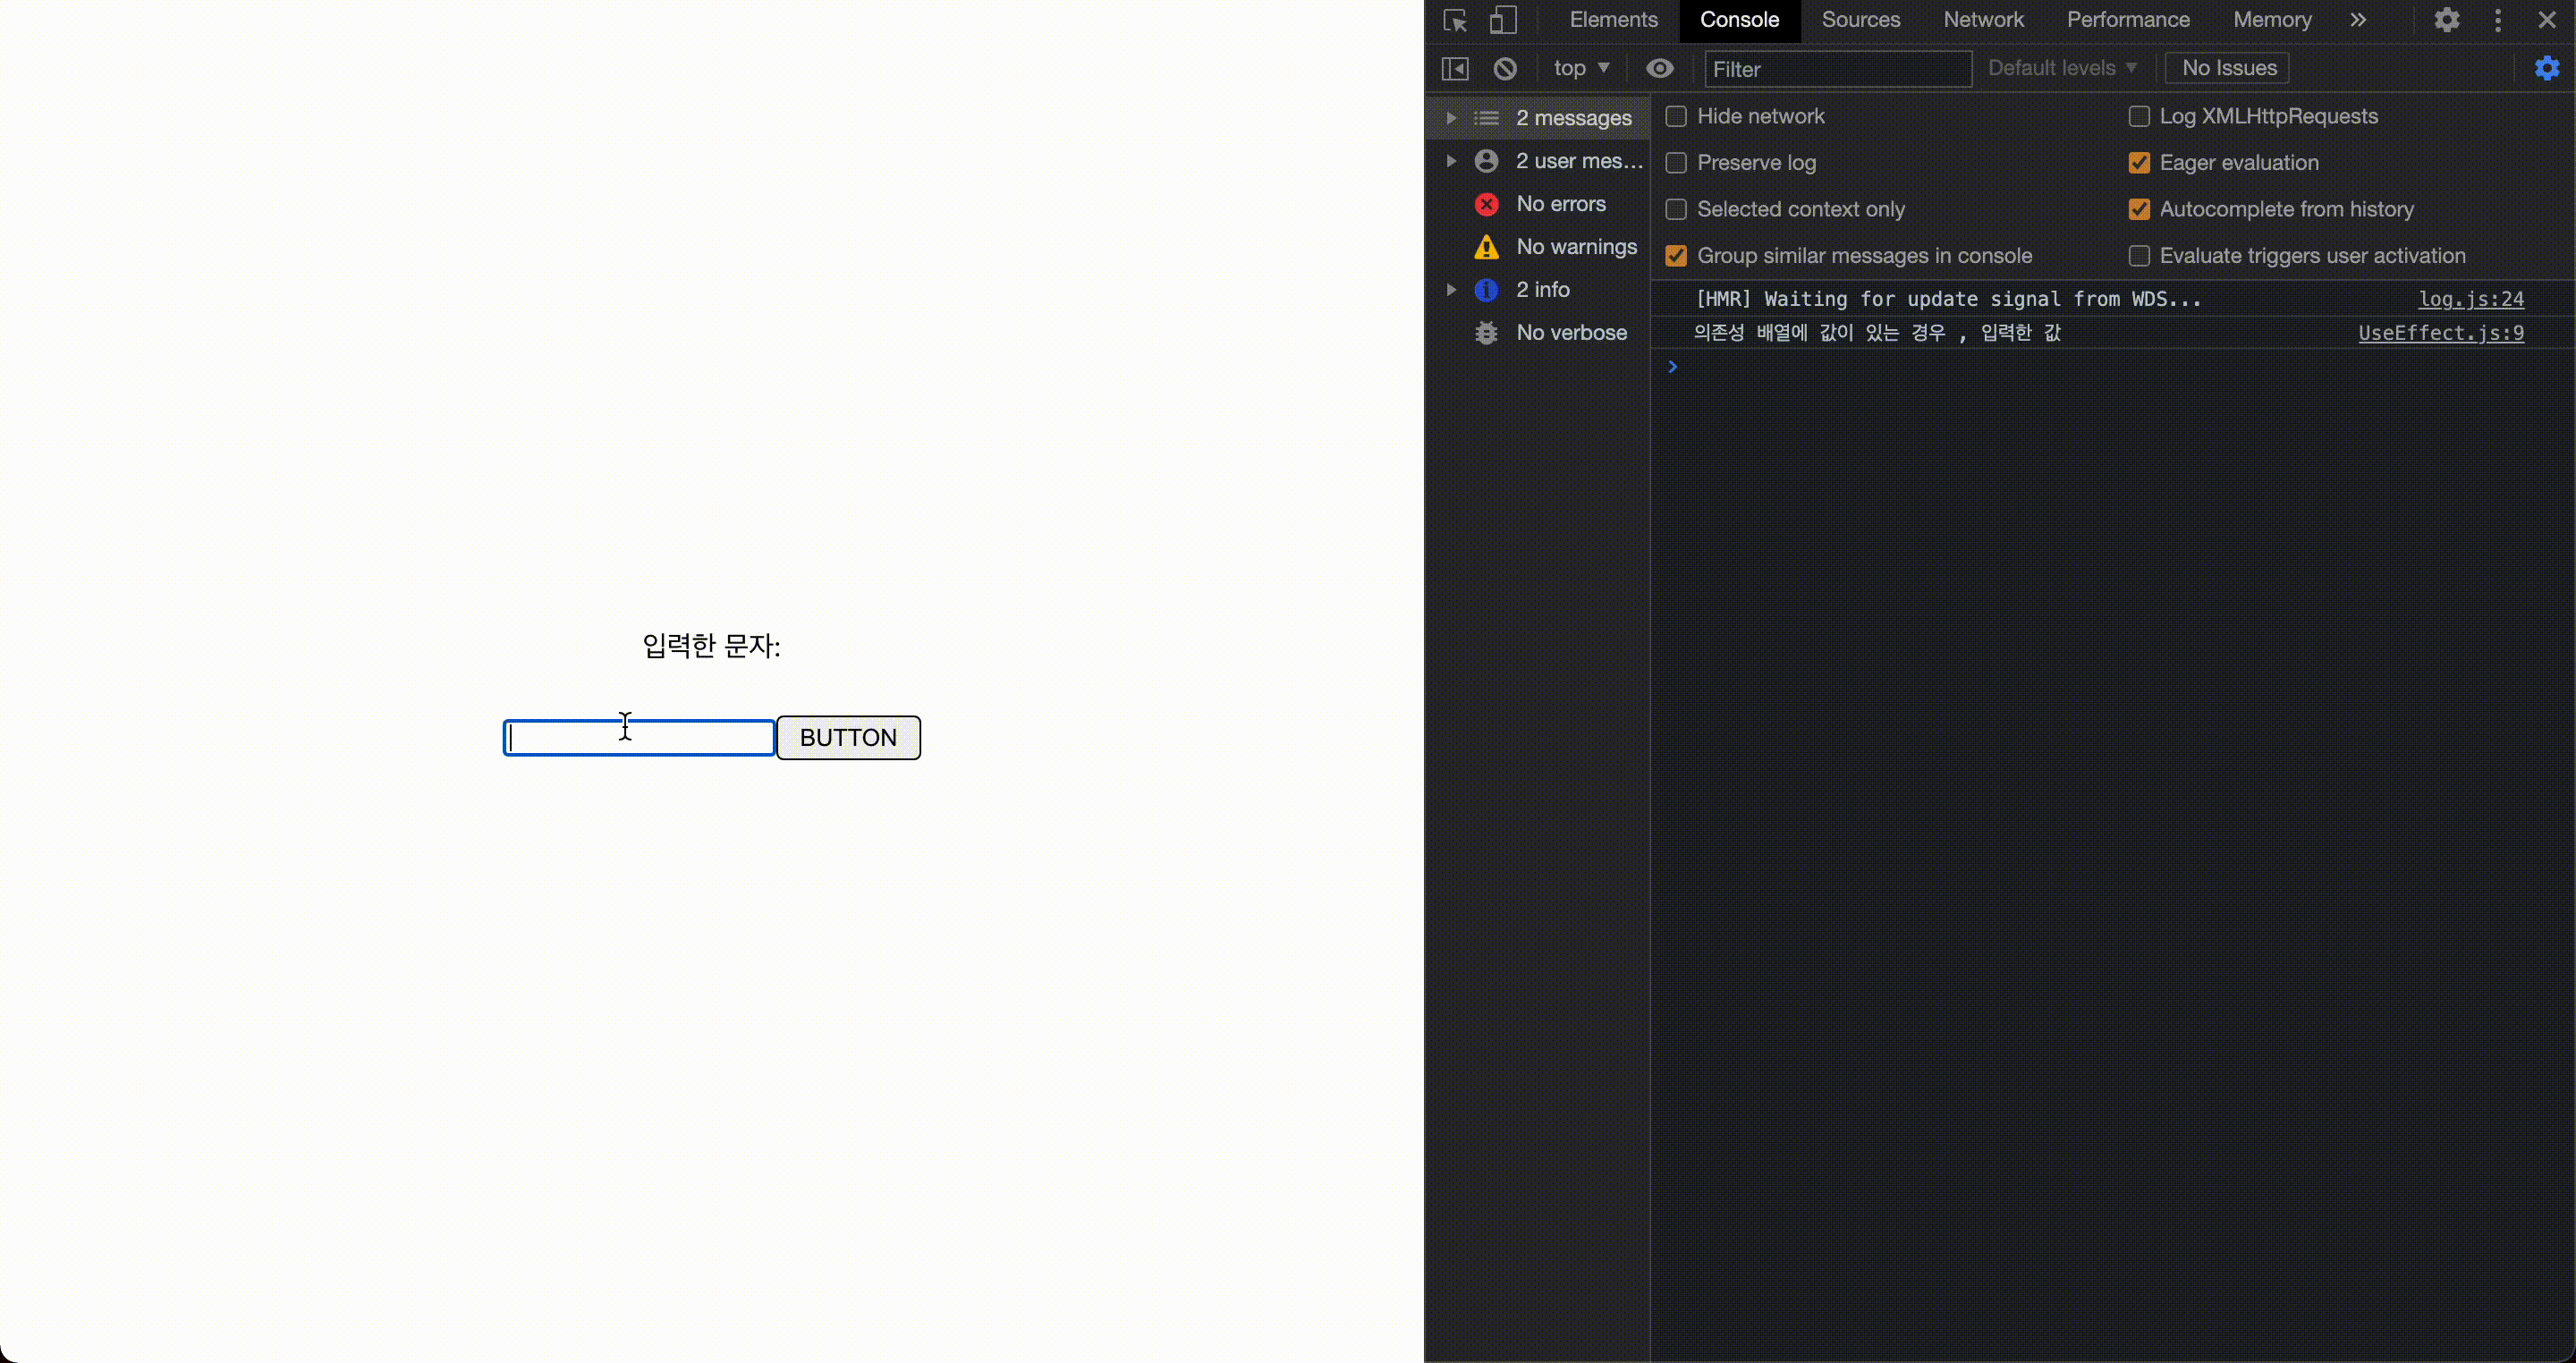 입력한 문자:
BUTTON
Elements Console Sources Network Performance Memory
top Filter Default levels No Issues
2 messages
2 user mes...
No errors
No warnings
2 info
No verbose
Hide network Log XMLHttpRequests
Preserve log Eager evaluation
Selected context only Autocomplete from history
Group similar messages in console Evaluate triggers user activation
[HMR] Waiting for update signal from WDS... log.js:24
의존성 배열에 값이 있는 경우 , 입력한 값 UseEffect.js:9